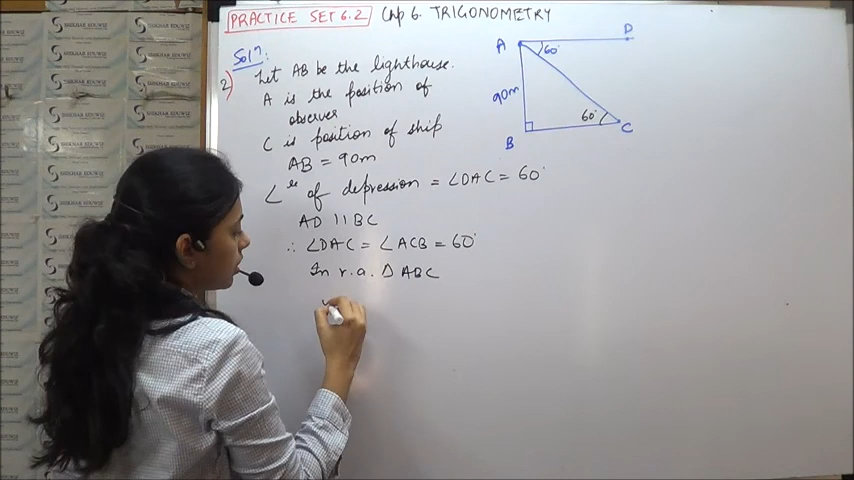 PRACTICE SET 6.2 Chp 6. TRIGONOMETRY
Solⁿ:
2) Let AB be the lighthouse.
A is the position of
observer
C is position of ship
AB = 90m
∠ˡᵉ of depression = ∠DAC = 60°
AD || BC
∴ ∠DAC = ∠ACB = 60°
In r.a. Δ ABC
A
D
60°
90m
60°
B
C
SHIKHAR EDUWIZ